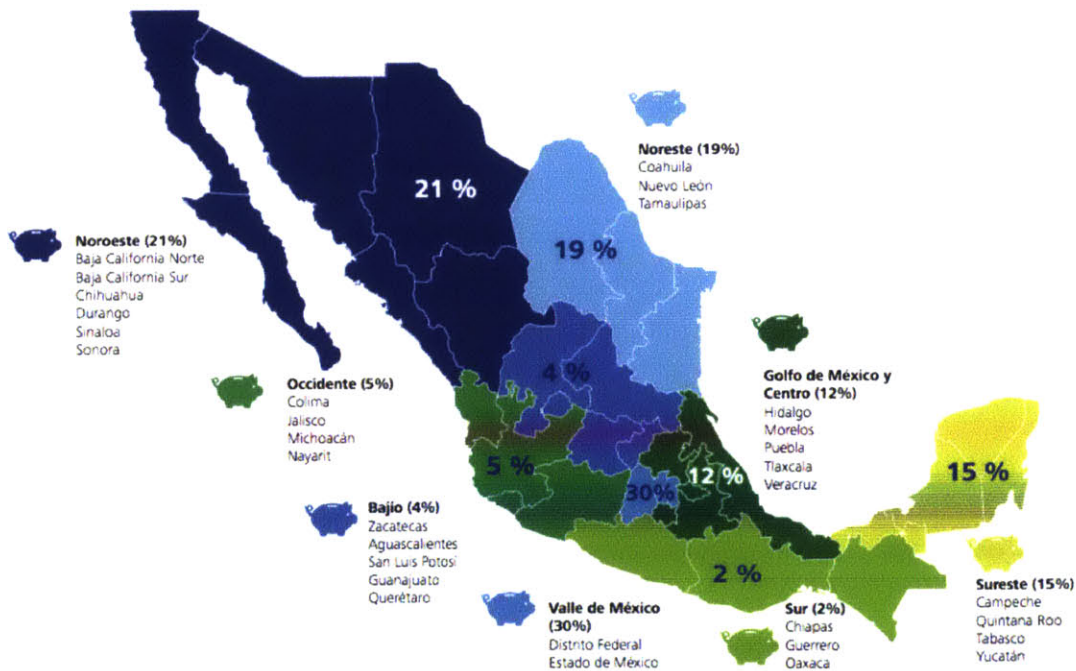 21 %
Noreste (19%)
Coahuila
Nuevo León
Tamaulipas
19 %
Noroeste (21%)
Baja California Norte
Baja California Sur
Chihuahua
Durango
Sinaloa
Sonora
4 %
Occidente (5%)
Colima
Jalisco
Michoacán
Nayarit
Golfo de México y
Centro (12%)
Hidalgo
Morelos
Puebla
Tlaxcala
Veracruz
5 %
12 %
30%
15 %
Bajío (4%)
Zacatecas
Aguascalientes
San Luis Potosí
Guanajuato
Querétaro
2 %
Valle de México
(30%)
Distrito Federal
Estado de México
Sur (2%)
Chiapas
Guerrero
Oaxaca
Sureste (15%)
Campeche
Quintana Roo
Tabasco
Yucatán